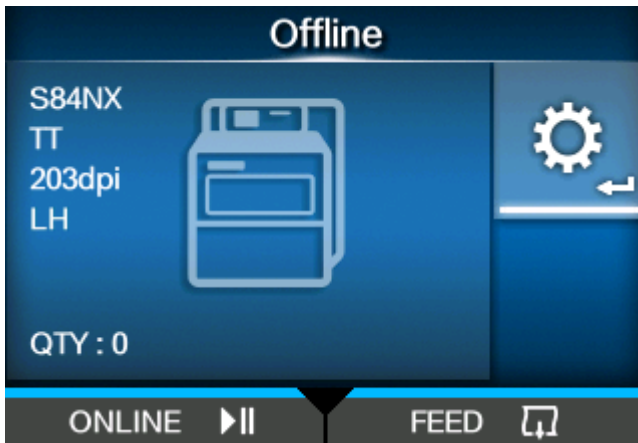 Offline
S84NX
TT
203dpi
LH
QTY : 0
ONLINE
FEED